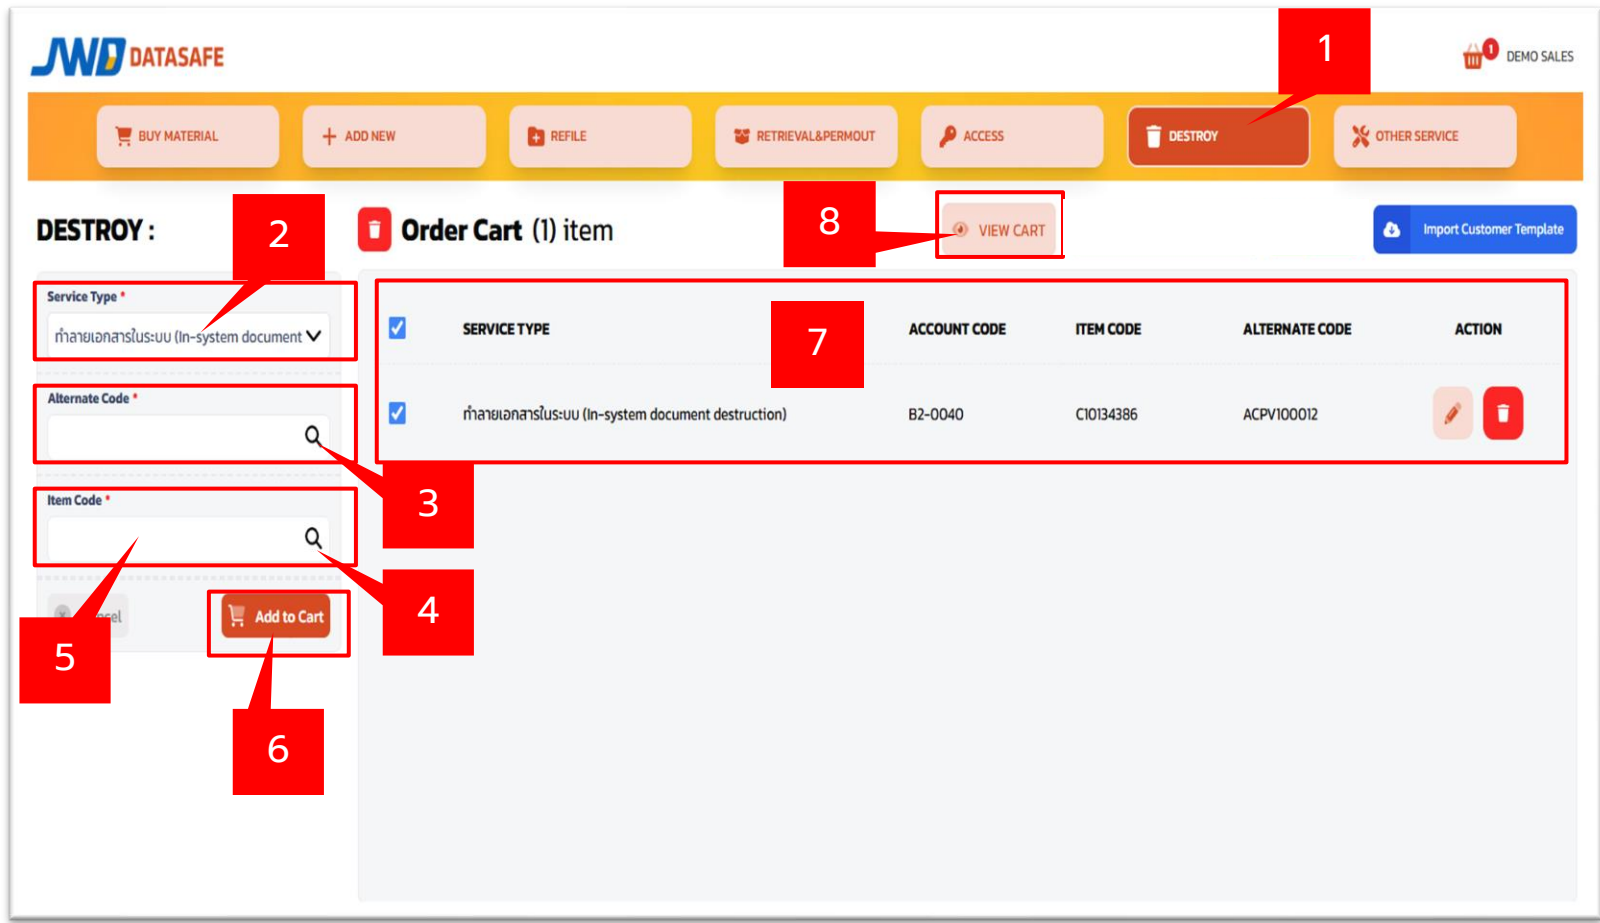 JWD DATASAFE
1
1 DEMO SALES
BUY MATERIAL
ADD NEW
REFILE
RETRIEVAL&PERMOUT
ACCESS
DESTROY
OTHER SERVICE
DESTROY :
2
Order Cart (1) item
8
VIEW CART
Import Customer Template
Service Type *
ทำลายเอกสารในระบบ (In-system document
7
SERVICE TYPE
ACCOUNT CODE
ITEM CODE
ALTERNATE CODE
ACTION
Alternate Code *
ทำลายเอกสารในระบบ (In-system document destruction)
B2-0040
C10134386
ACPV100012
3
Item Code *
4
5
Add to Cart
6